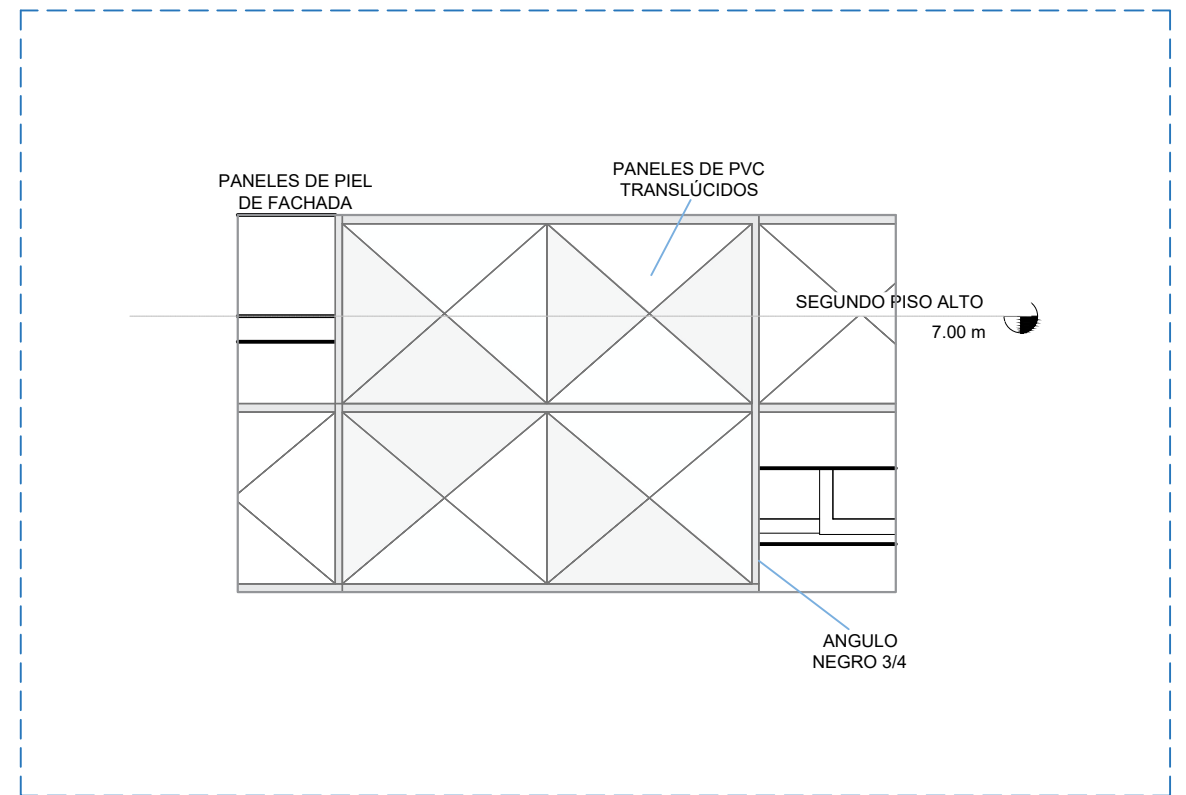 PANELES DE PIEL
DE FACHADA
PANELES DE PVC
TRANSLÚCIDOS
SEGUNDO PISO ALTO
7.00 m
ANGULO
NEGRO 3/4